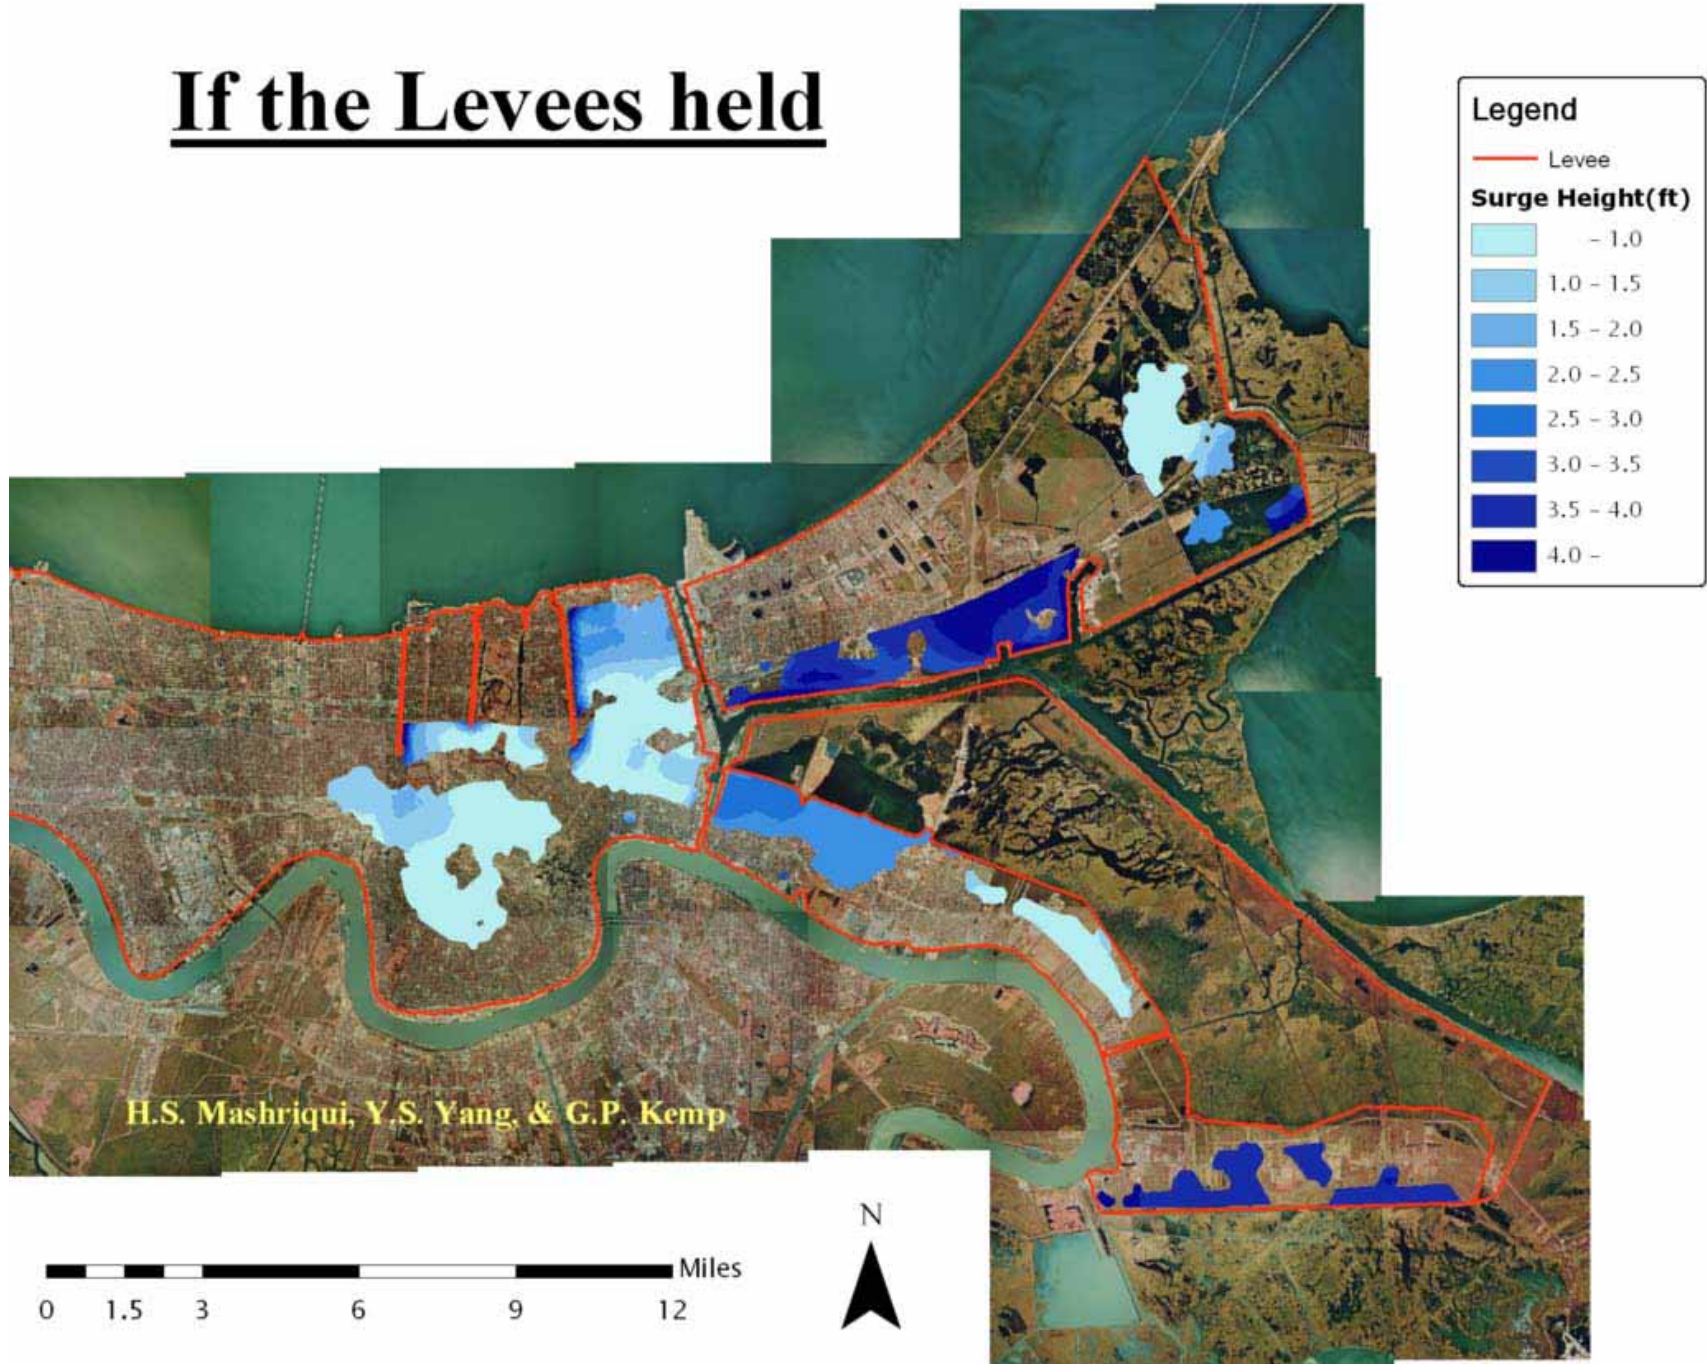 If the Levees held
Legend
Levee
Surge Height(ft)
- 1.0
1.0 - 1.5
1.5 - 2.0
2.0 - 2.5
2.5 - 3.0
3.0 - 3.5
3.5 - 4.0
4.0 -
H.S. Mashriqui, Y.S. Yang, & G.P. Kemp
N
Miles
0 1.5 3 6 9 12